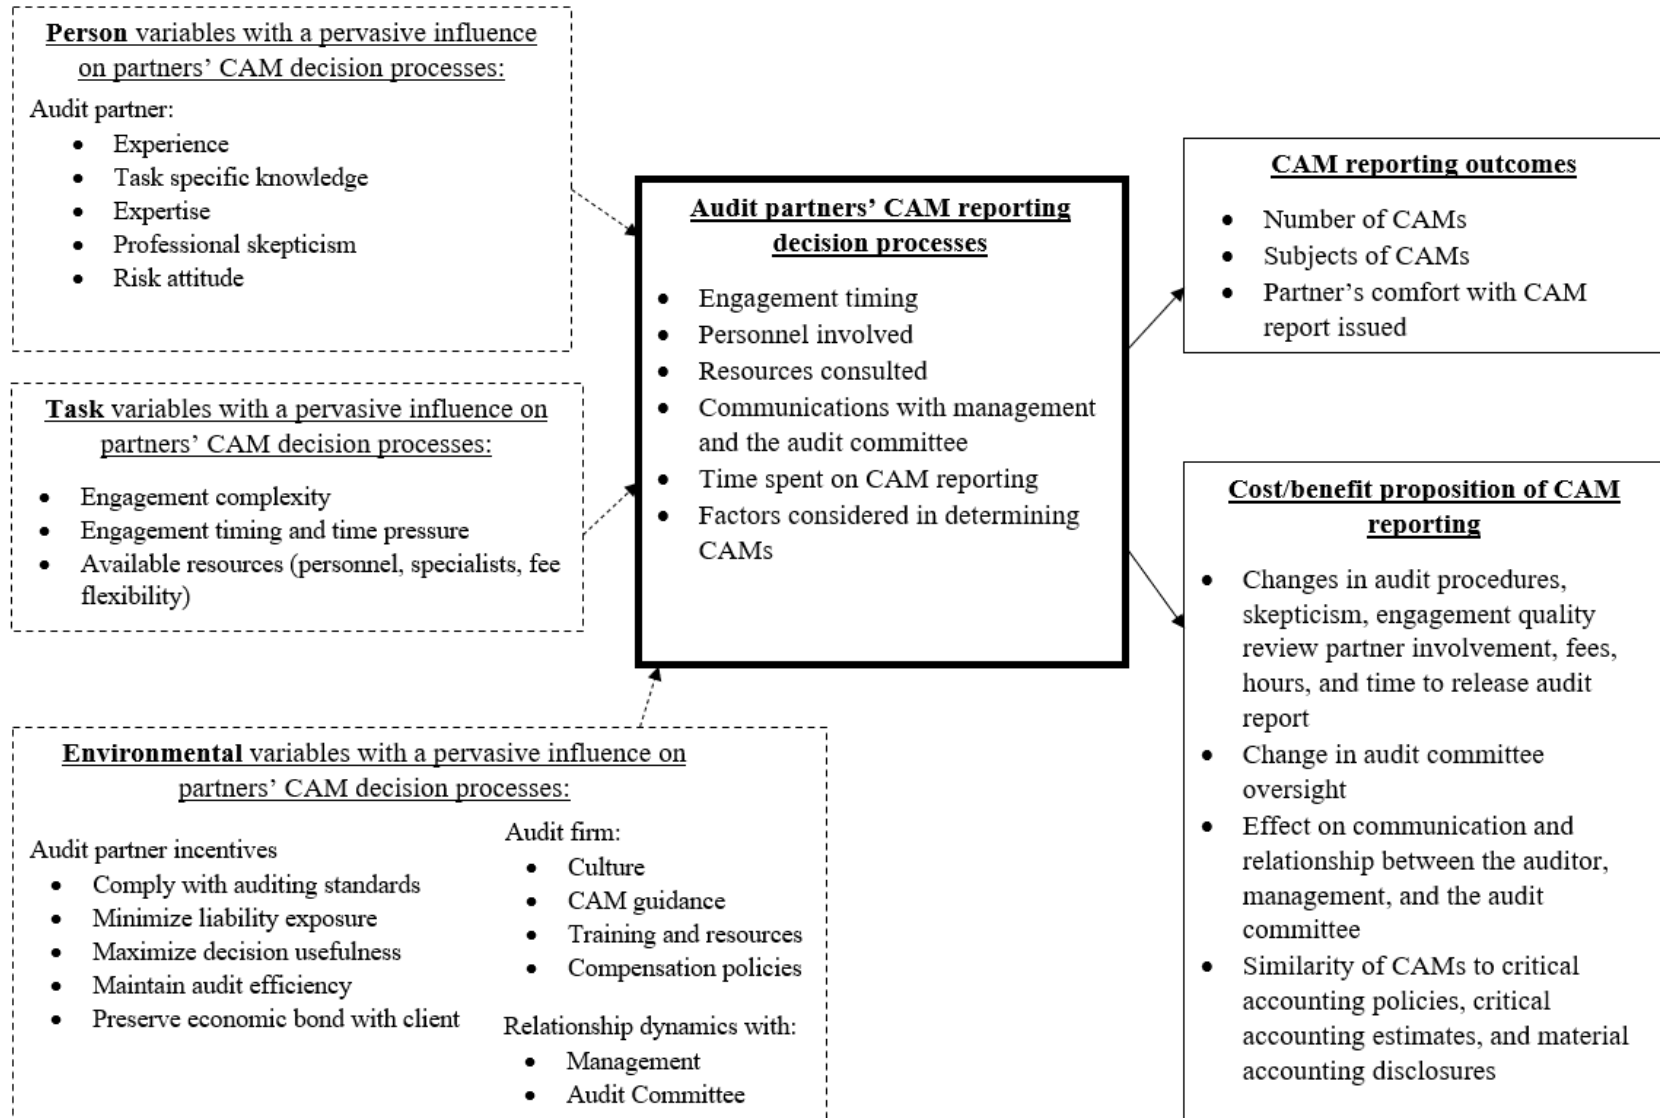 Person variables with a pervasive influence
on partners’ CAM decision processes:
Audit partner:
• Experience
• Task specific knowledge
• Expertise
• Professional skepticism
• Risk attitude
Task variables with a pervasive influence on
partners’ CAM decision processes:
• Engagement complexity
• Engagement timing and time pressure
• Available resources (personnel, specialists, fee
flexibility)
Environmental variables with a pervasive influence on
partners’ CAM decision processes:
Audit partner incentives
• Comply with auditing standards
• Minimize liability exposure
• Maximize decision usefulness
• Maintain audit efficiency
• Preserve economic bond with client
Audit firm:
• Culture
• CAM guidance
• Training and resources
• Compensation policies
Relationship dynamics with:
• Management
• Audit Committee
Audit partners’ CAM reporting
decision processes
• Engagement timing
• Personnel involved
• Resources consulted
• Communications with management
and the audit committee
• Time spent on CAM reporting
• Factors considered in determining
CAMs
CAM reporting outcomes
• Number of CAMs
• Subjects of CAMs
• Partner’s comfort with CAM
report issued
Cost/benefit proposition of CAM
reporting
• Changes in audit procedures,
skepticism, engagement quality
review partner involvement, fees,
hours, and time to release audit
report
• Change in audit committee
oversight
• Effect on communication and
relationship between the auditor,
management, and the audit
committee
• Similarity of CAMs to critical
accounting policies, critical
accounting estimates, and material
accounting disclosures